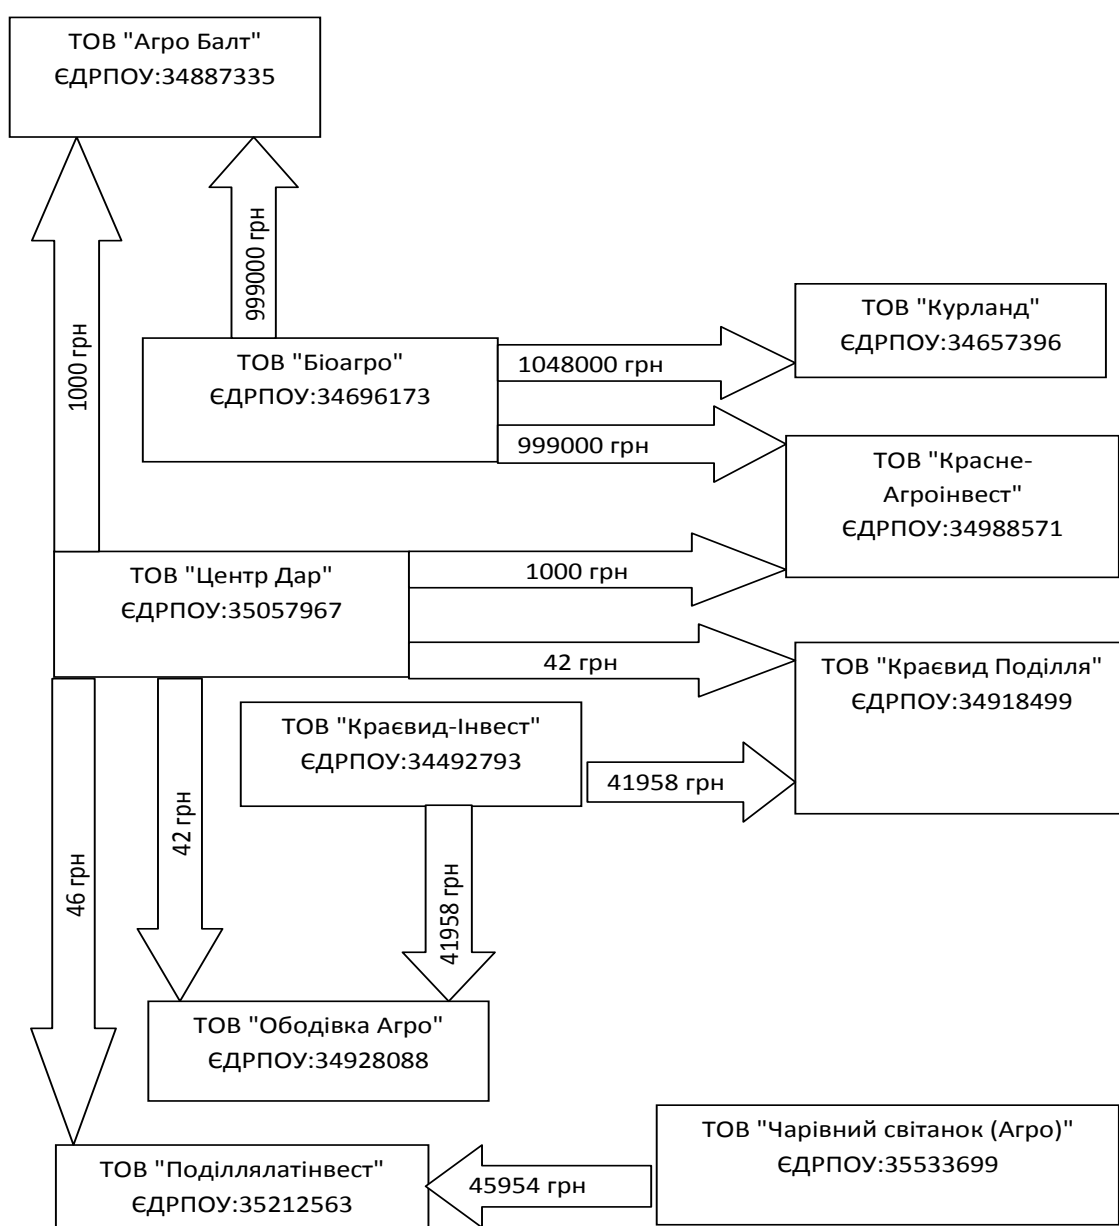 ТОВ "Агро Балт"
ЄДРПОУ:34887335
999000 грн
1000 грн
ТОВ "Курланд"
ЄДРПОУ:34657396
ТОВ "Біоагро"
ЄДРПОУ:34696173
1048000 грн
999000 грн
ТОВ "Красне-
Агроінвест"
ЄДРПОУ:34988571
ТОВ "Центр Дар"
ЄДРПОУ:35057967
1000 грн
42 грн
ТОВ "Краєвид Поділля"
ЄДРПОУ:34918499
ТОВ "Краєвид-Інвест"
ЄДРПОУ:34492793
41958 грн
42 грн
46 грн
41958 грн
ТОВ "Ободівка Агро"
ЄДРПОУ:34928088
ТОВ "Чарівний світанок (Агро)"
ЄДРПОУ:35533699
ТОВ "Поділлялатінвест"
ЄДРПОУ:35212563
45954 грн